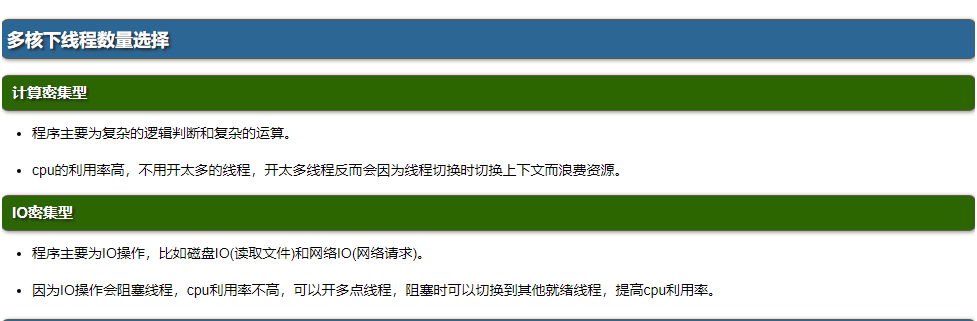 多核下线程数量选择
计算密集型
程序主要为复杂的逻辑判断和复杂的运算。
cpu的利用率高，不用开太多的线程，开太多线程反而会因为线程切换时切换上下文而浪费资源。
IO密集型
程序主要为IO操作，比如磁盘IO(读取文件)和网络IO(网络请求)。
因为IO操作会阻塞线程，cpu利用率不高，可以开多点线程，阻塞时可以切换到其他就绪线程，提高cpu利用率。